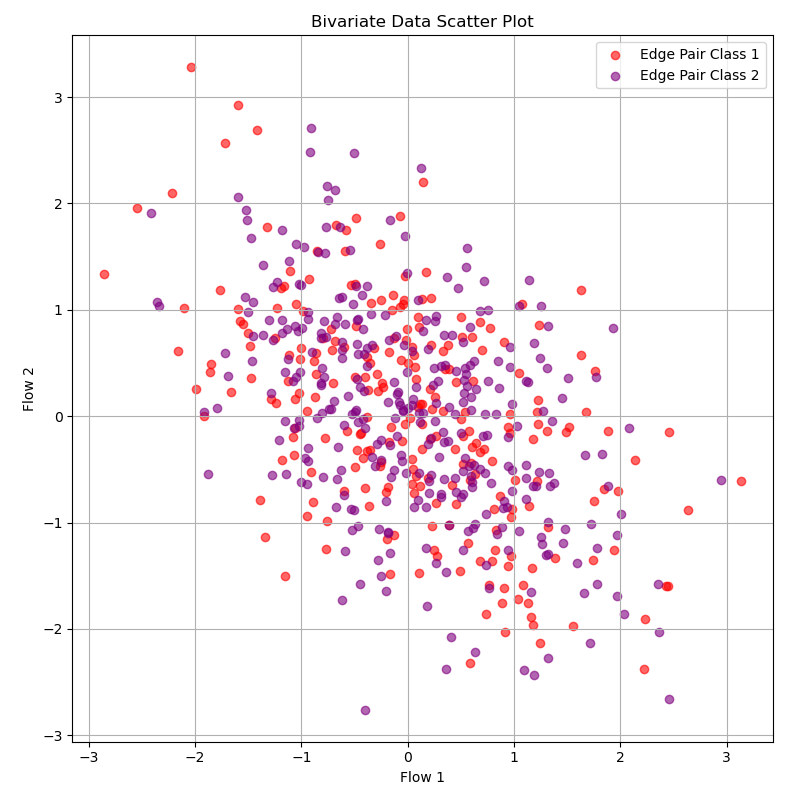 Bivariate Data Scatter Plot
Edge Pair Class 1
Edge Pair Class 2
3
2
1
0
−1
−2
−3
Flow 2
−3 −2 −1 0 1 2 3
Flow 1